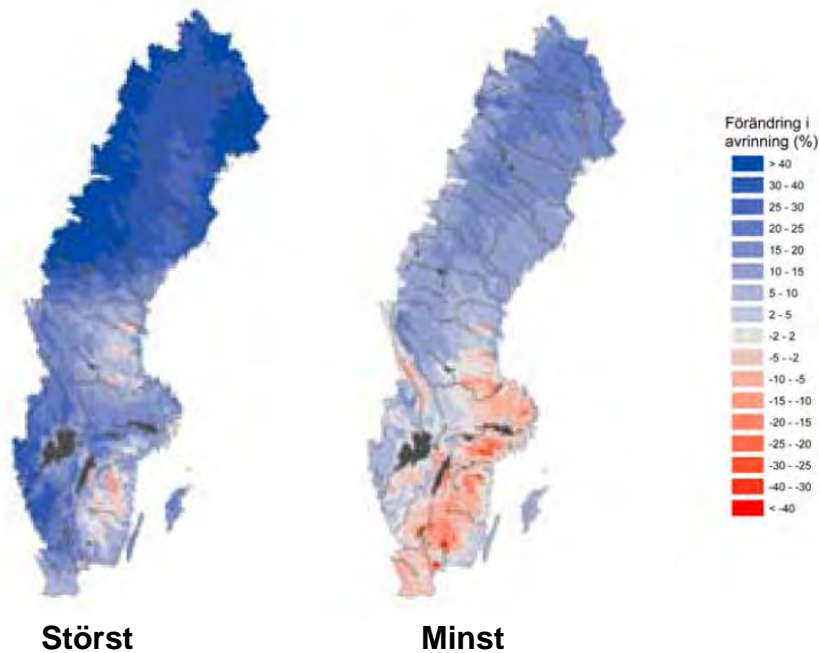 Förändring i
avrinning (%)
> 40
30 - 40
25 - 30
20 - 25
15 - 20
10 - 15
5 - 10
2 - 5
-2 - 2
-5 - -2
-10 - -5
-15 - -10
-20 - -15
-25 - -20
-30 - -25
-40 - -30
< -40
Störst Minst